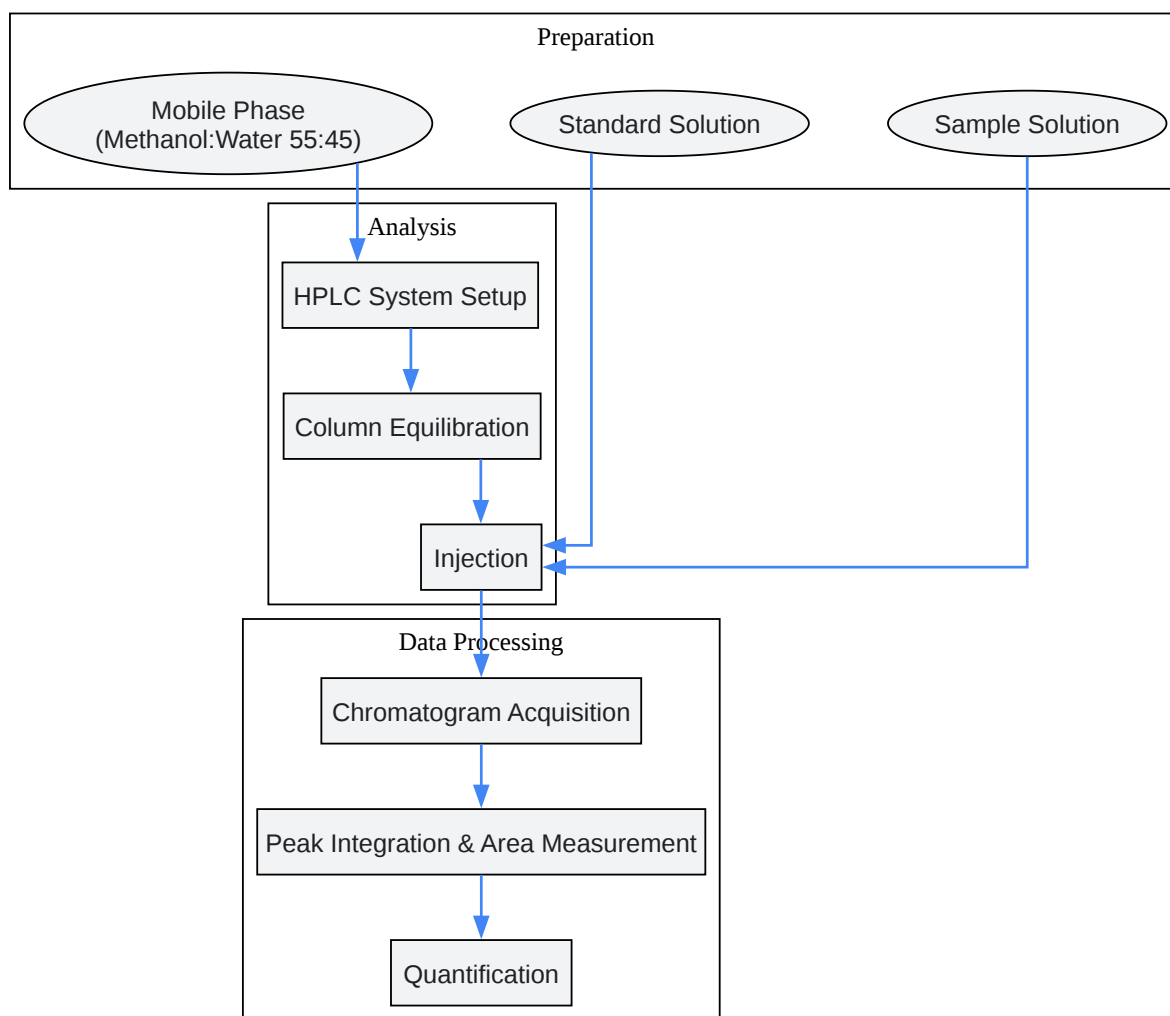 Preparation
Mobile Phase
(Methanol:Water 55:45)
Standard Solution
Sample Solution
Analysis
HPLC System Setup
Column Equilibration
Injection
Data Processing
Chromatogram Acquisition
Peak Integration & Area Measurement
Quantification